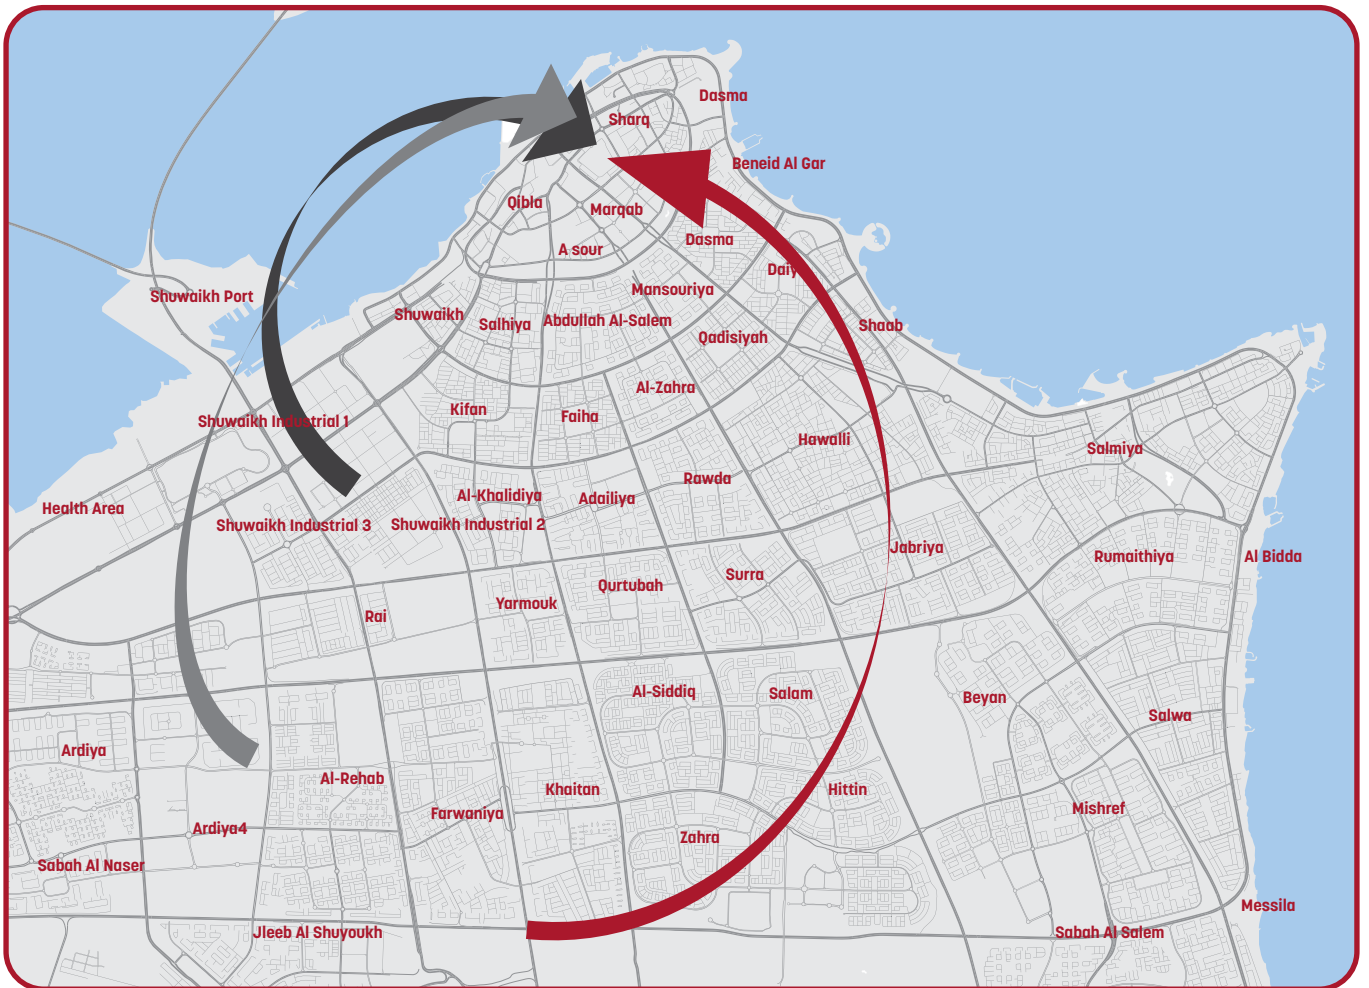 Dasma
Sharq
Beneid Al Gar
Qibla
Marqab
Dasma
A sour
Daiy
Mansouriya
Shuwaikh Port
Shuwaikh
Salhiya
Abdullah Al-Salem
Shaab
Qadisiyah
Al-Zahra
Kifan
Faiha
Shuwaikh Industrial 1
Hawalli
Salmiya
Rawda
Al-Khalidiya
Adailiya
Health Area
Shuwaikh Industrial 3
Shuwaikh Industrial 2
Jabriya
Rumaithiya
Al Bidda
Surra
Qurtubah
Yarmouk
Rai
Al-Siddiq
Salam
Beyan
Salwa
Ardiya
Al-Rehab
Khaitan
Hittin
Mishref
Farwaniya
Ardiya4
Zahra
Sabah Al Naser
Messila
Jleeb Al Shuyoukh
Sabah Al Salem